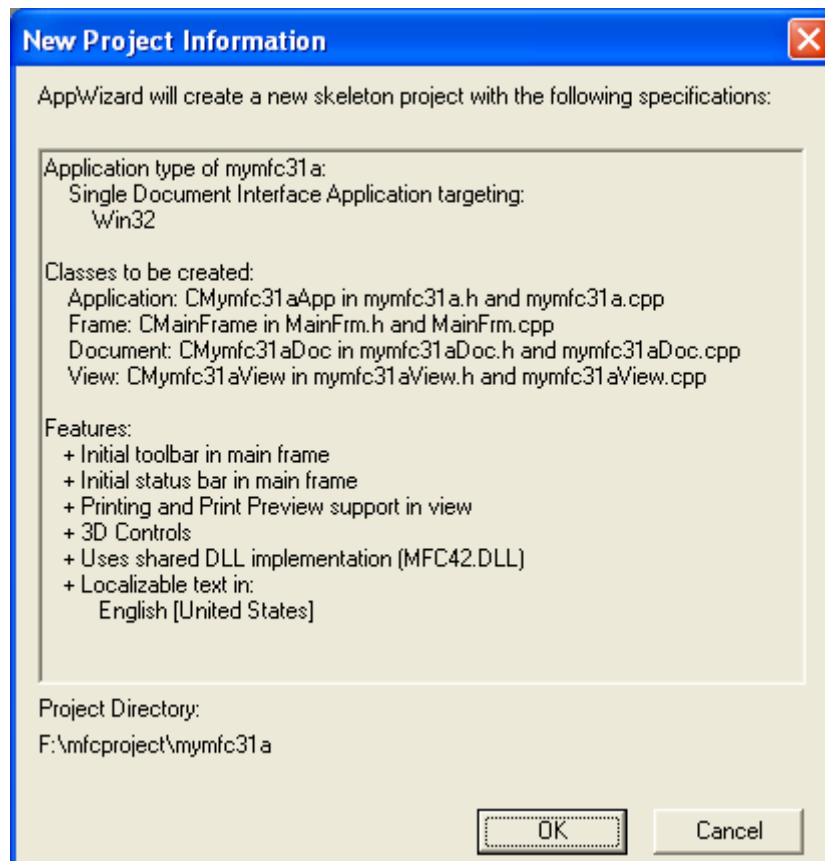 New Project Information
AppWizard will create a new skeleton project with the following specifications:
Application type of mymfc31a:
Single Document Interface Application targeting:
Win32
Classes to be created:
Application: CMymfc31aApp in mymfc31a.h and mymfc31a.cpp
Frame: CMainFrame in MainFrm.h and MainFrm.cpp
Document: CMymfc31aDoc in mymfc31aDoc.h and mymfc31aDoc.cpp
View: CMymfc31aView in mymfc31aView.h and mymfc31aView.cpp
Features:
+ Initial toolbar in main frame
+ Initial status bar in main frame
+ Printing and Print Preview support in view
+ 3D Controls
+ Uses shared DLL implementation (MFC42.DLL)
+ Localizable text in:
English [United States]
Project Directory:
F:\mfcproject\mymfc31a
OK Cancel